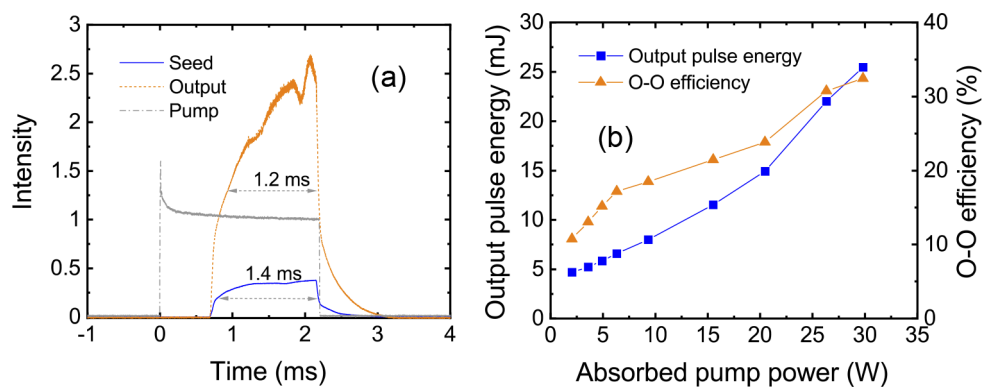 3
2.5
2
1.5
1
0.5
0
Intensity
Seed
Output
Pump
(a)
1.2 ms
1.4 ms
-1 0 1 2 3 4
Time (ms)
30
25
20
15
10
5
0
Output pulse energy (mJ)
Output pulse energy
O-O efficiency
(b)
40
30
20
10
0
O-O efficiency (%)
0 5 10 15 20 25 30 35
Absorbed pump power (W)